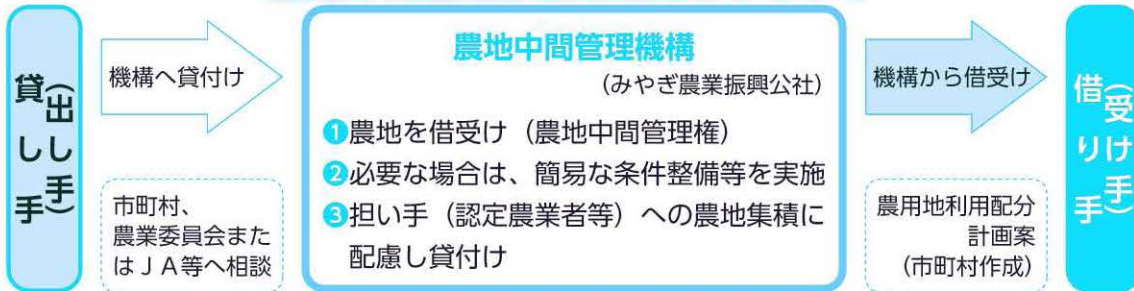 貸し手
(出し手)
機構へ貸付け
市町村、
農業委員会また
はＪＡ等へ相談
農地中間管理機構
(みやぎ農業振興公社)
❶農地を借受け（農地中間管理権）
❷必要な場合は、簡易な条件整備等を実施
❸担い手（認定農業者等）への農地集積に
配慮し貸付け
機構から借受け
農用地利用配分
計画案
(市町村作成)
借り手
(受け手)